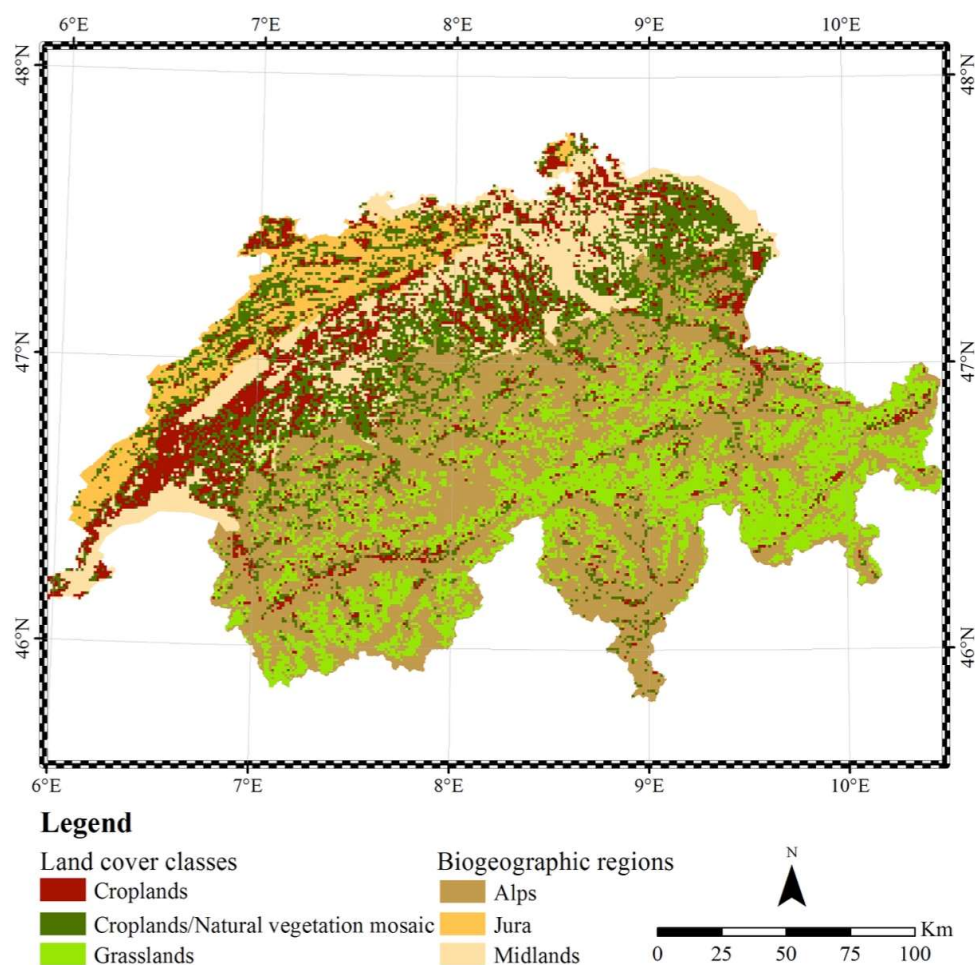 6°E 7°E 8°E 9°E 10°E
48°N 48°N
47°N 47°N
46°N 46°N
6°E 7°E 8°E 9°E 10°E
Legend
Land cover classes
Croplands
Croplands/Natural vegetation mosaic
Grasslands
Biogeographic regions
Alps
Jura
Midlands
N
Km
0 25 50 75 100